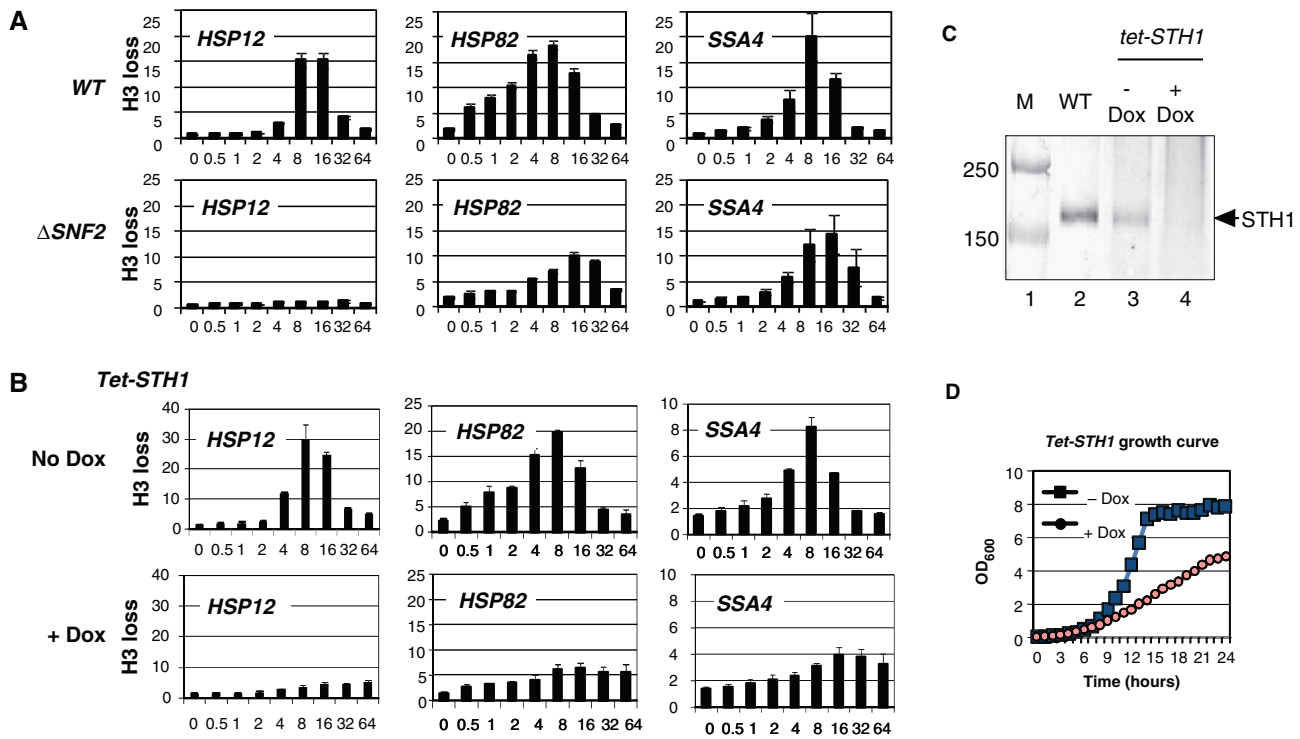 A
WT
H3 loss
25
20
15
10
5
0
HSP12
0 0.5 1 2 4 8 16 32 64
25
20
15
10
5
0
HSP82
0 0.5 1 2 4 8 16 32 64
25
20
15
10
5
0
SSA4
0 0.5 1 2 4 8 16 32 64
ΔSNF2
H3 loss
25
20
15
10
5
0
HSP12
0 0.5 1 2 4 8 16 32 64
25
20
15
10
5
0
HSP82
0 0.5 1 2 4 8 16 32 64
25
20
15
10
5
0
SSA4
0 0.5 1 2 4 8 16 32 64
B
Tet-STH1
No Dox
H3 loss
40
30
20
10
0
HSP12
0 0.5 1 2 4 8 16 32 64
25
20
15
10
5
0
HSP82
0 0.5 1 2 4 8 16 32 64
10
8
6
4
2
0
SSA4
0 0.5 1 2 4 8 16 32 64
+ Dox
H3 loss
40
30
20
10
0
HSP12
0 0.5 1 2 4 8 16 32 64
25
20
15
10
5
0
HSP82
0 0.5 1 2 4 8 16 32 64
10
8
6
4
2
0
SSA4
0 0.5 1 2 4 8 16 32 64
C
tet-STH1
- +
M WT Dox Dox
250
150
STH1
1 2 3 4
D
Tet-STH1 growth curve
OD600
10
8
6
4
2
0
– Dox
+ Dox
0 3 6 9 12 15 18 21 24
Time (hours)